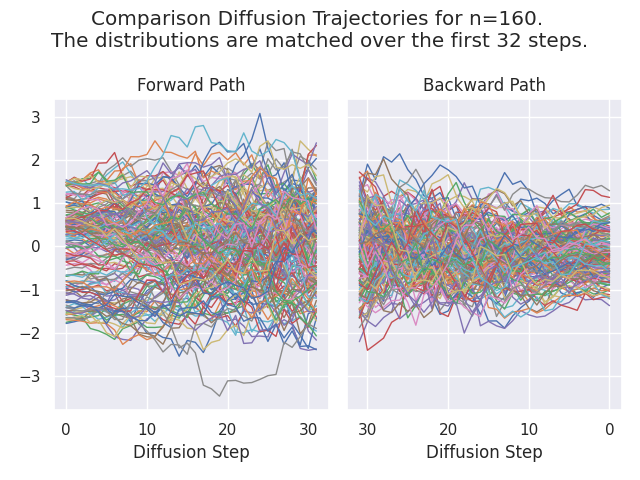 Comparison Diffusion Trajectories for n=160.
The distributions are matched over the first 32 steps.
Forward Path
Backward Path
3
2
1
0
−1
−2
−3
0 10 20 30
30 20 10 0
Diffusion Step
Diffusion Step